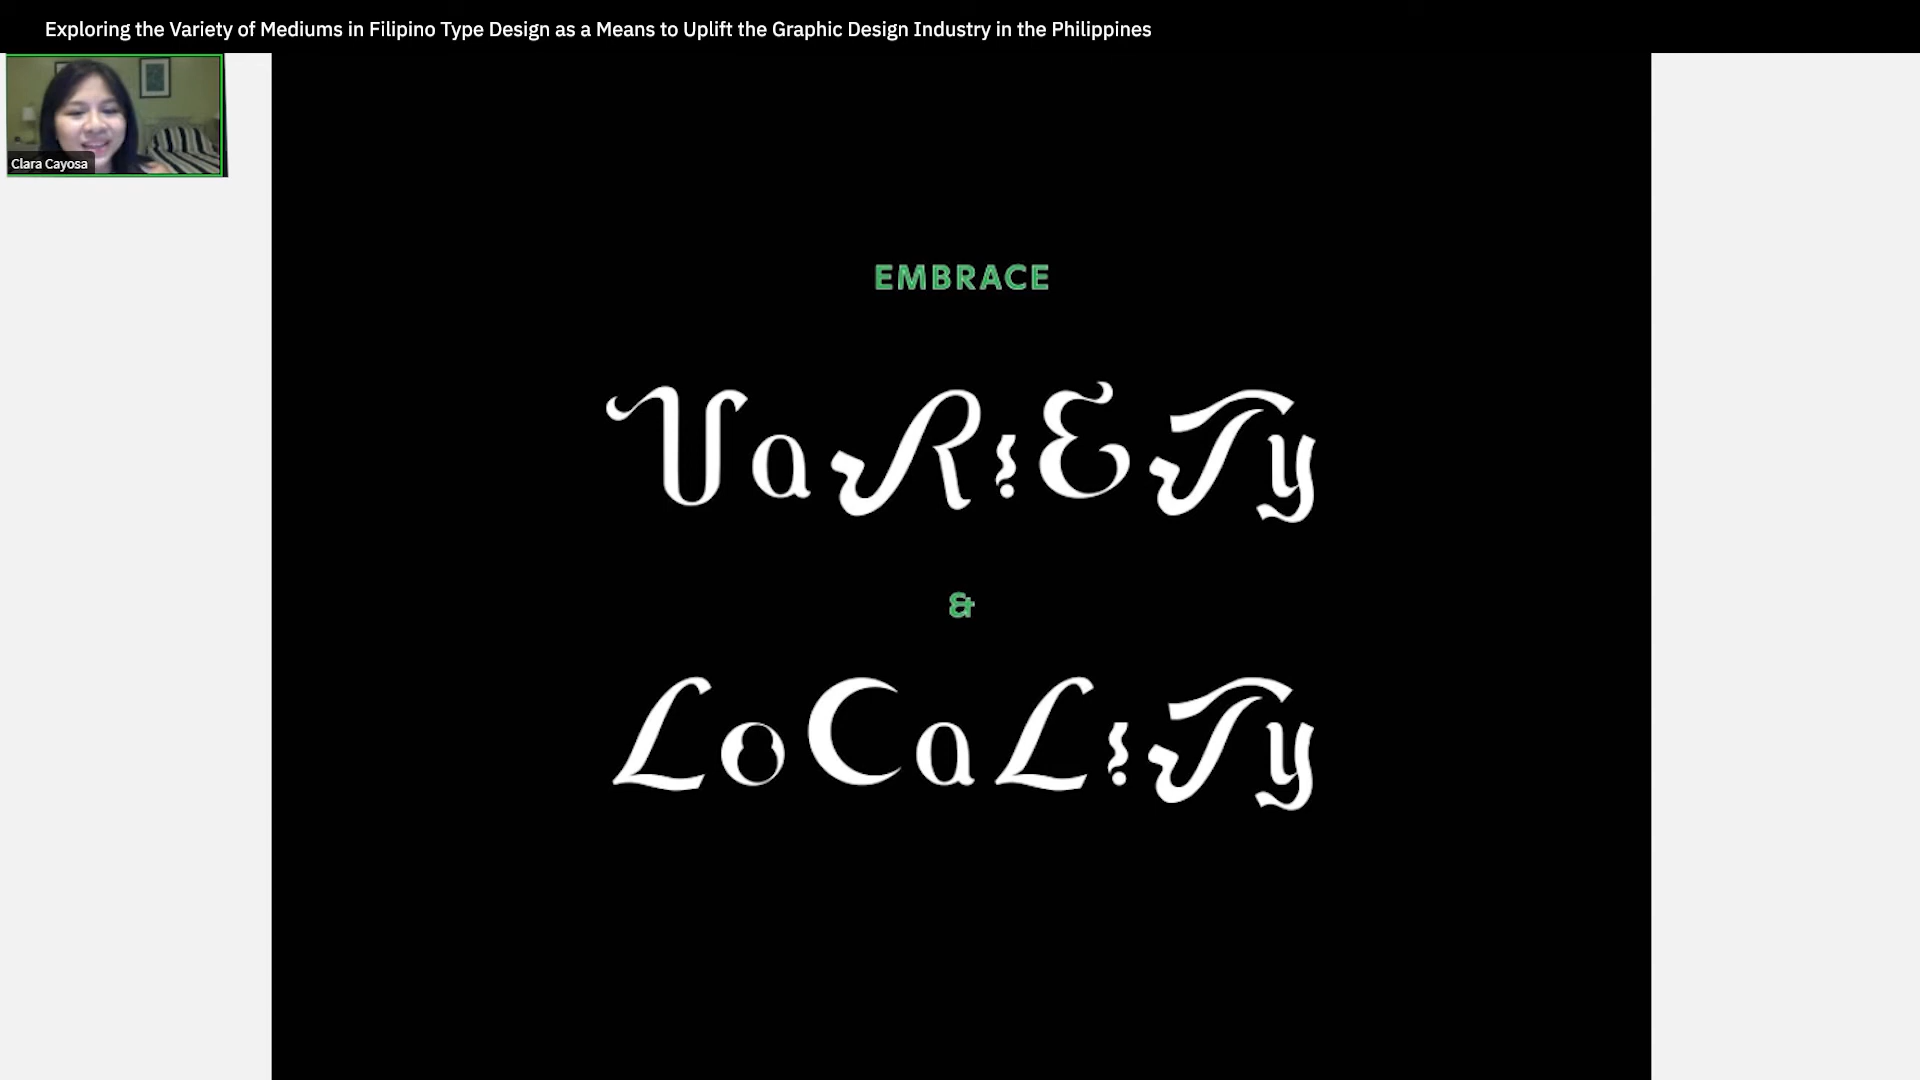 Exploring the Variety of Mediums in Filipino Type Design as a Means to Uplift the Graphic Design Industry in the Philippines
Clara Cayosa
EMBRACE
VaRiETy
&
LoCaLiTy